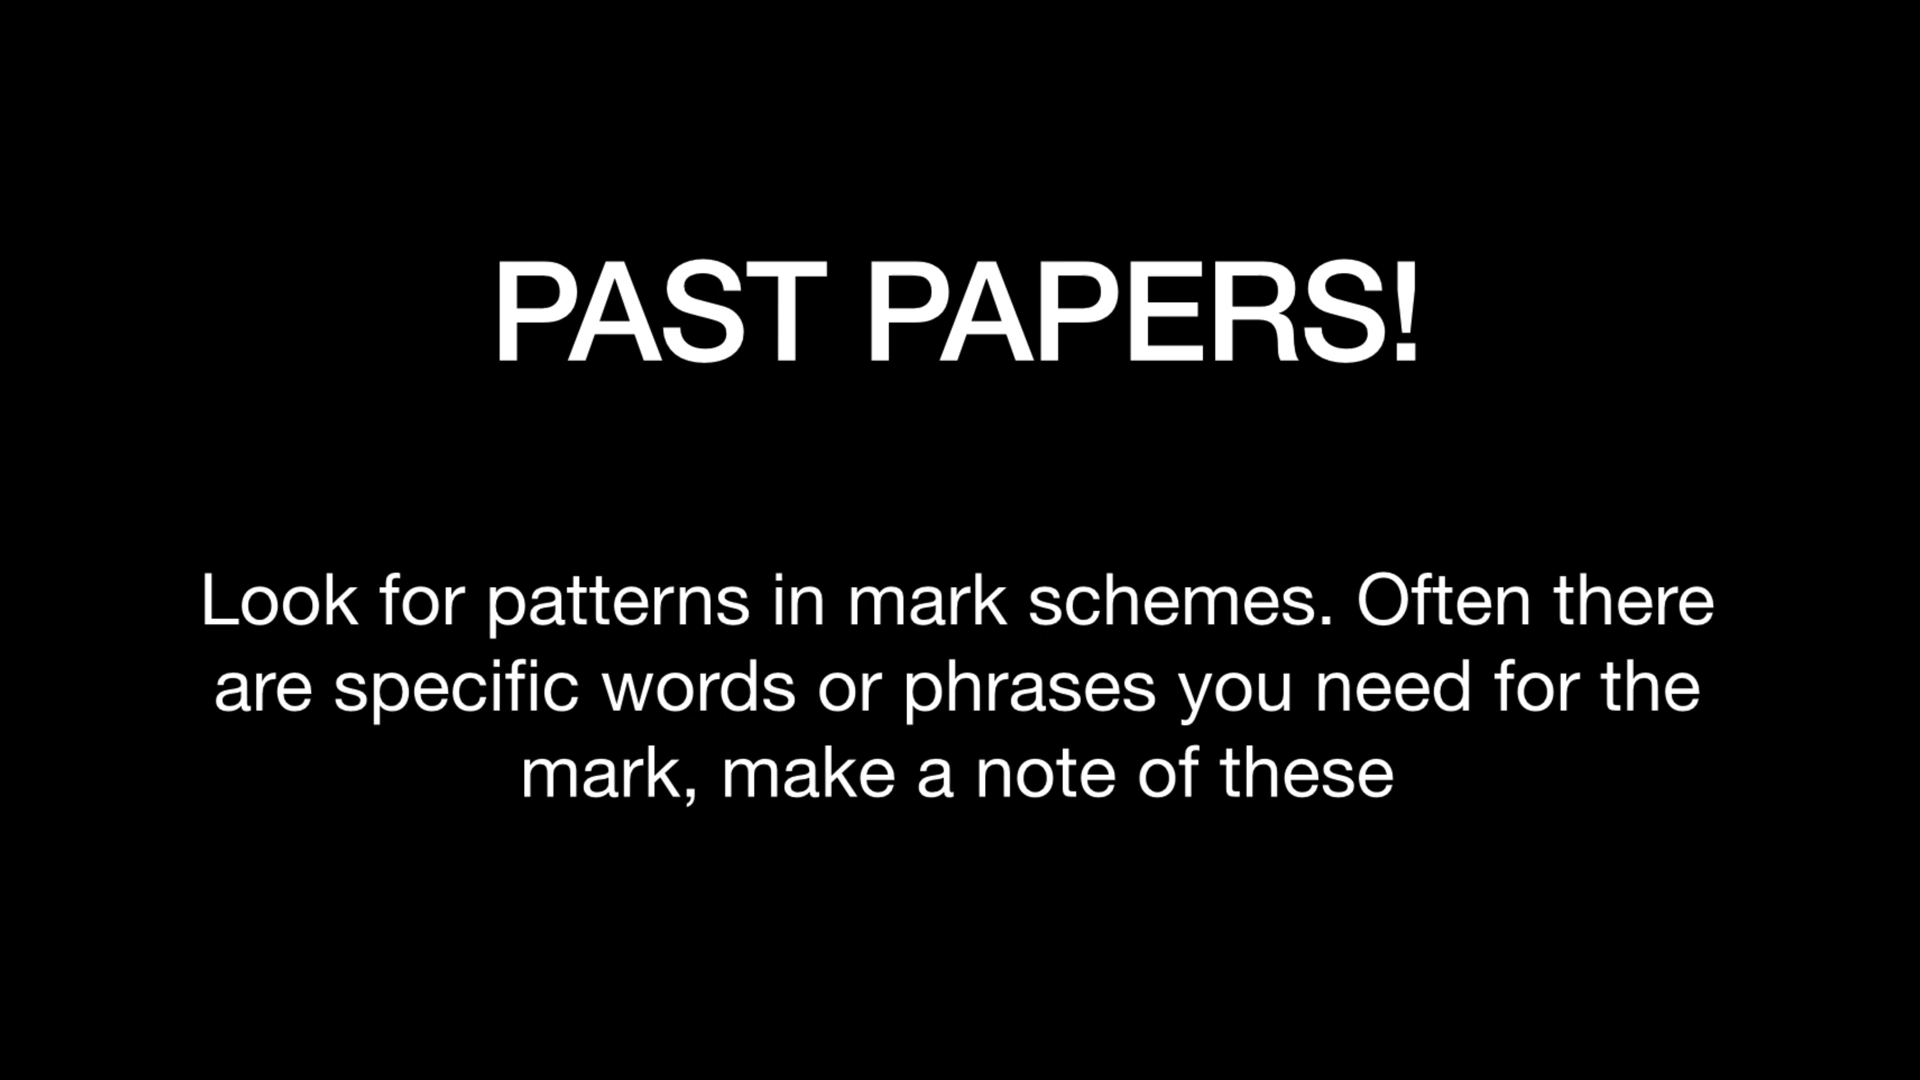 PAST PAPERS!
Look for patterns in mark schemes. Often there
are specific words or phrases you need for the
mark, make a note of these